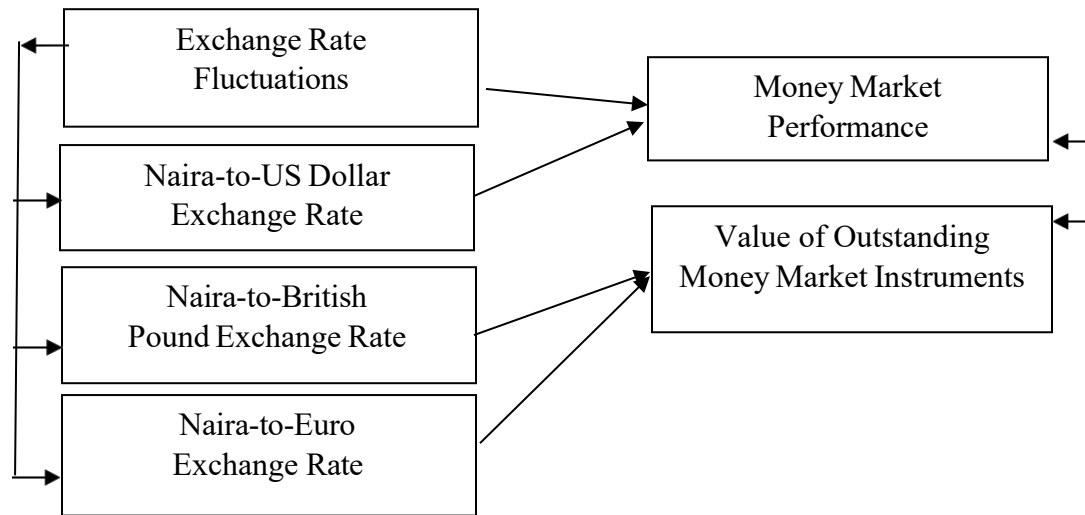 Exchange Rate
Fluctuations
Naira-to-US Dollar
Exchange Rate
Naira-to-British
Pound Exchange Rate
Naira-to-Euro
Exchange Rate
Money Market
Performance
Value of Outstanding
Money Market Instruments